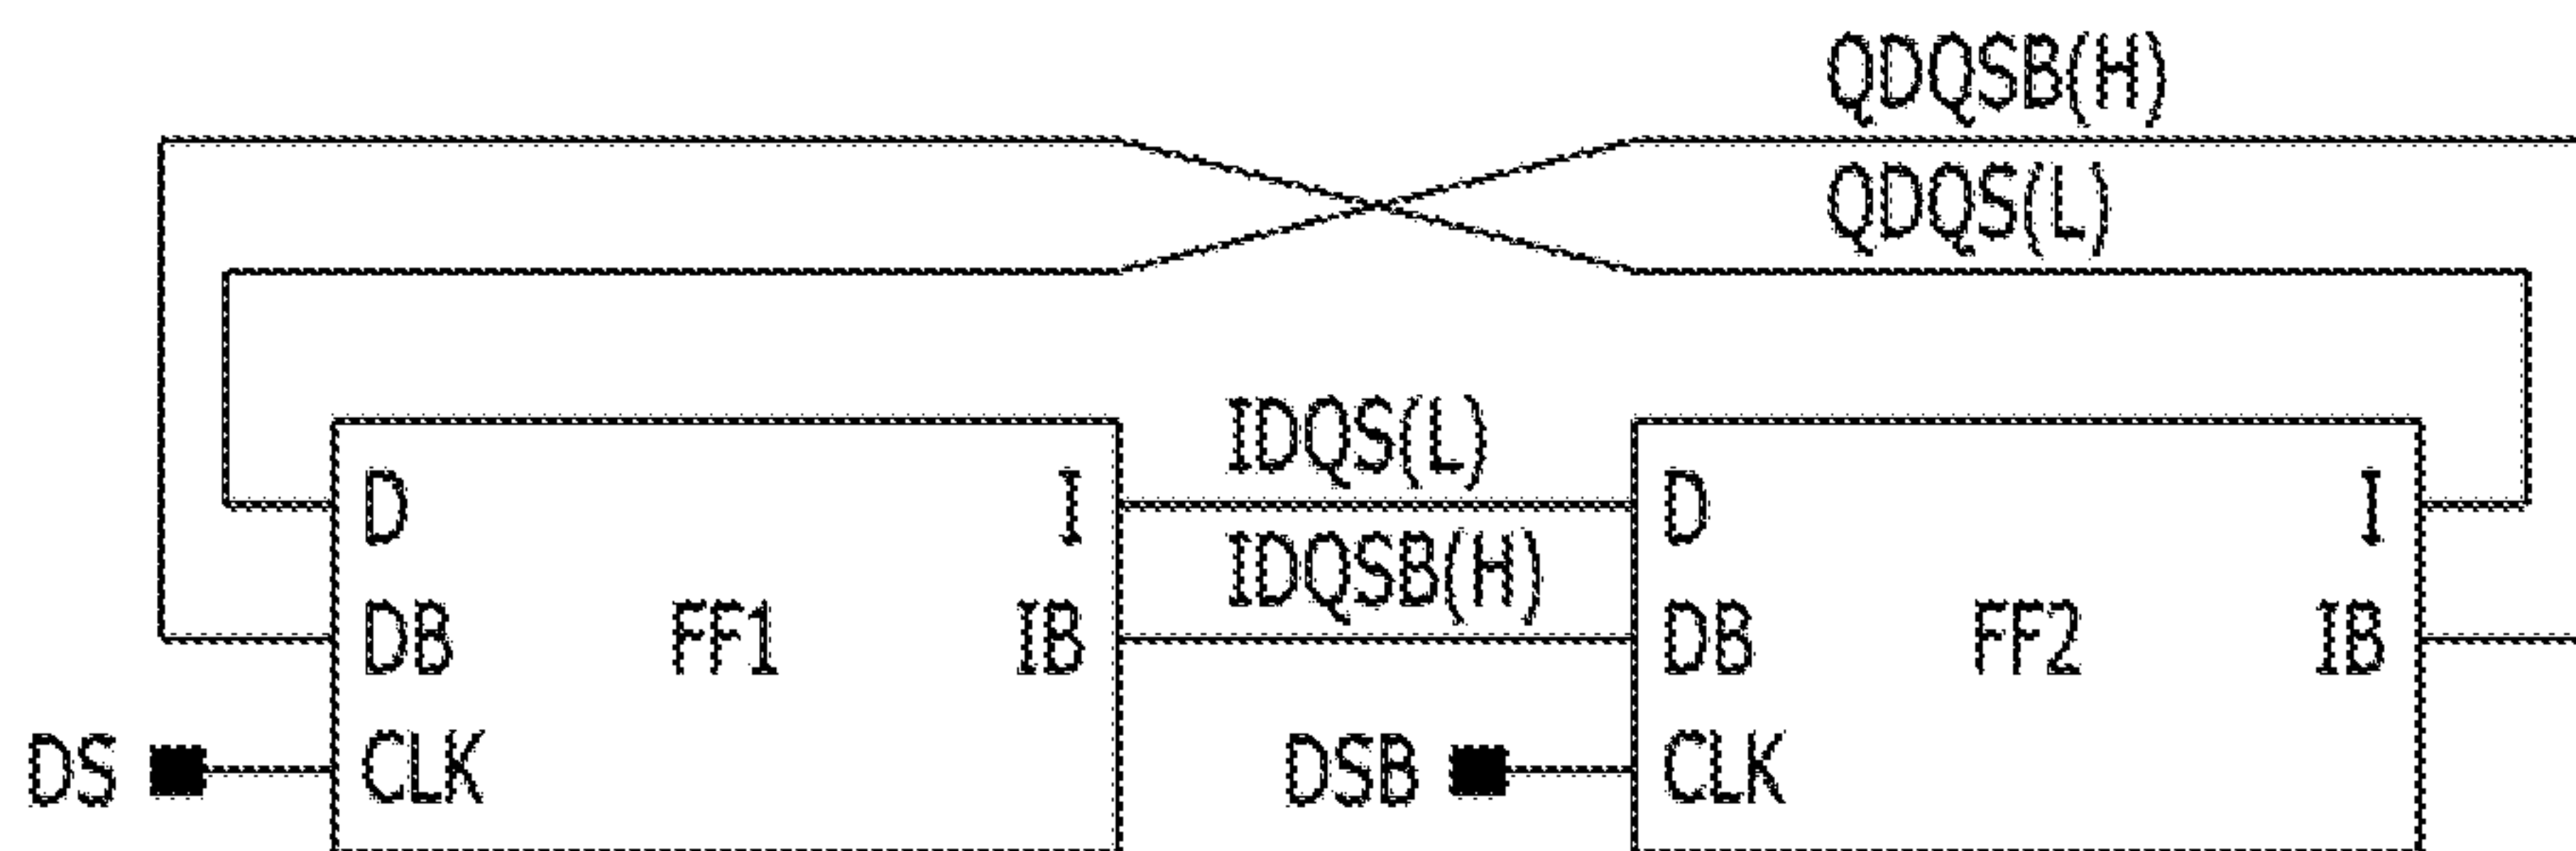 QDQSB(H)
QDQS(L)
IDQS(L)
D
I
D
I
IDQSB(H)
DB
FF1
IB
DB
FF2
IB
DS
CLK
DSB
CLK